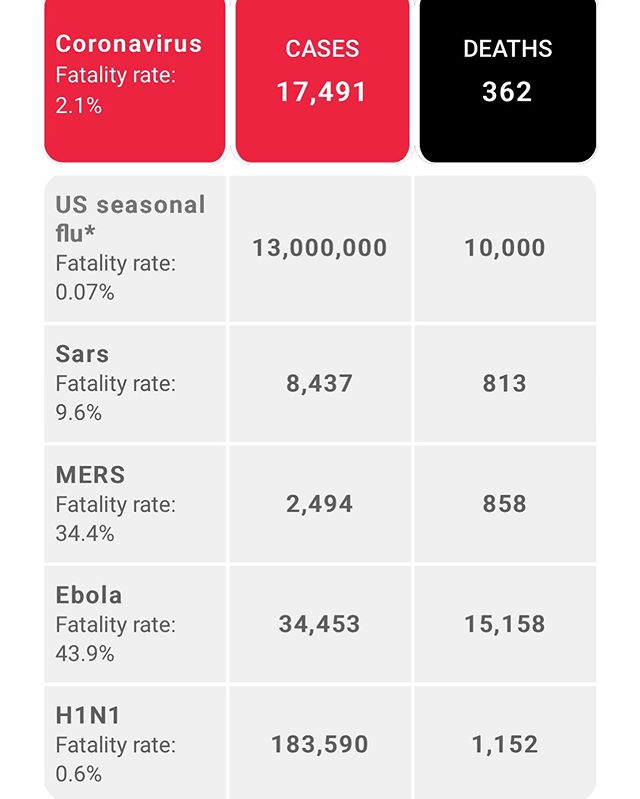 Coronavirus
Fatality rate:
2.1%
CASES
17,491
DEATHS
362
US seasonal
flu*
Fatality rate:
0.07%
13,000,000
10,000
Sars
Fatality rate:
9.6%
8,437
813
MERS
Fatality rate:
34.4%
2,494
858
Ebola
Fatality rate:
43.9%
34,453
15,158
H1N1
Fatality rate:
0.6%
183,590
1,152